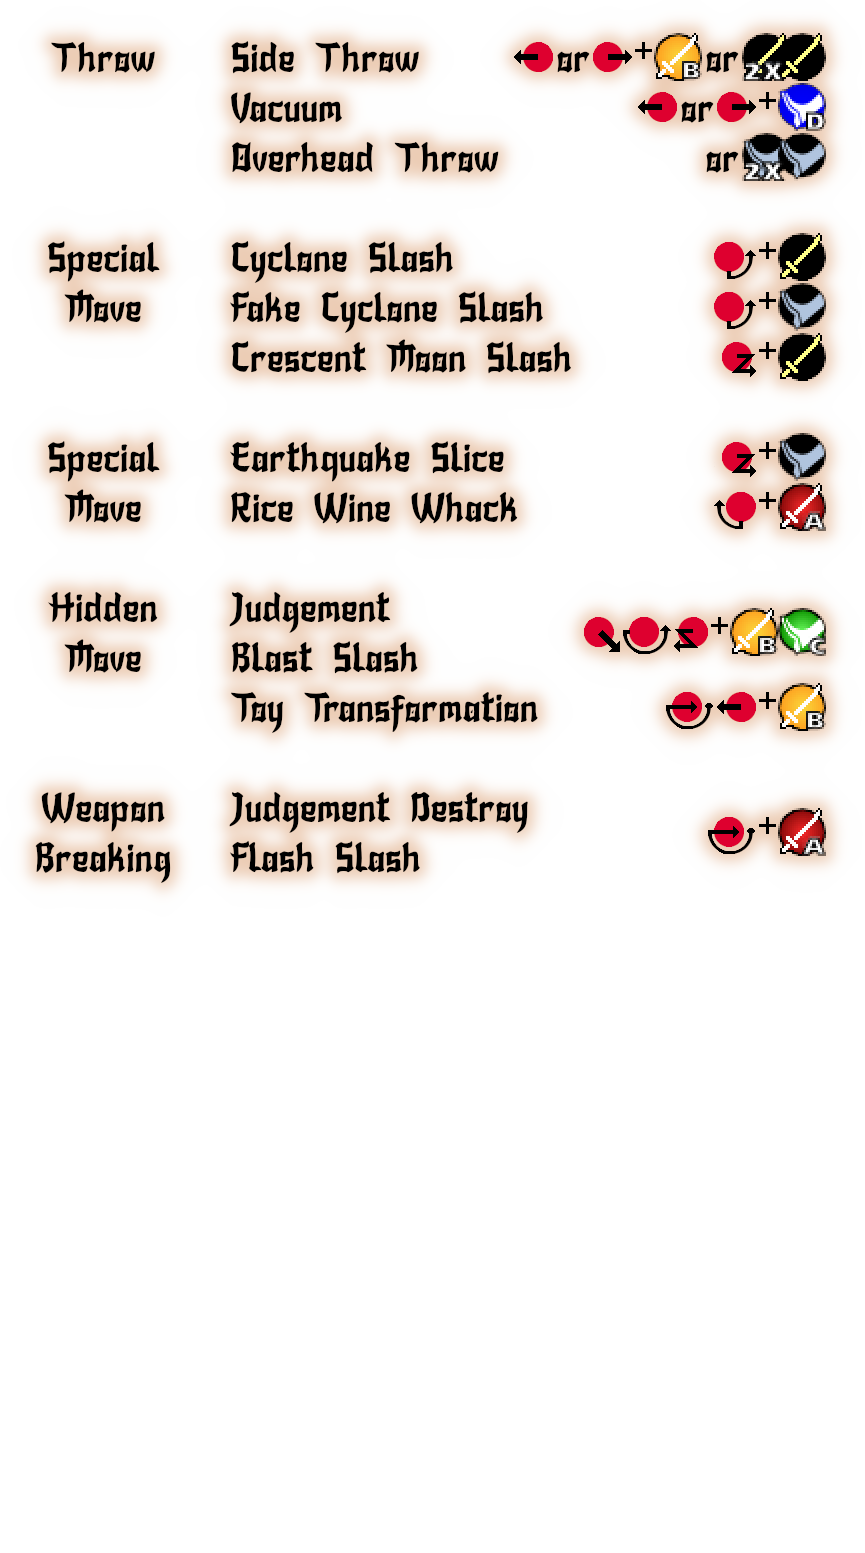 Throw Side Throw or + B or 2X
Vacuum or + D
Overhead Throw or 2X
Special Cyclone Slash +
Move Fake Cyclone Slash +
Crescent Moon Slash +
Special Earthquake Slice +
Move Rice Wine Whack + A
Hidden Judgement
Move Blast Slash + B C
Toy Transformation + B
Weapon Judgement Destroy
Breaking Flash Slash + A